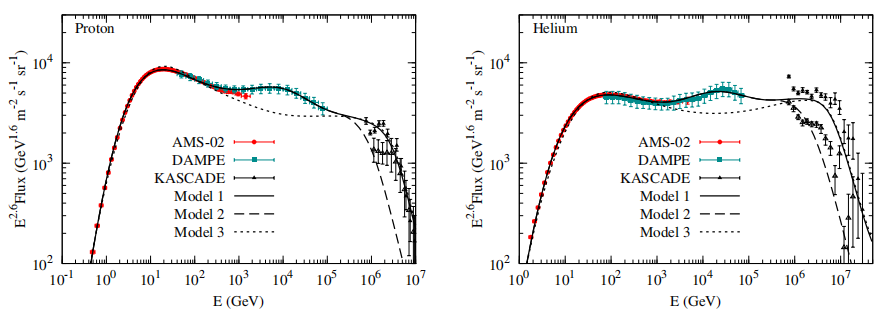 Proton
E^2.6Flux (GeV^1.6 m^-2 s^-1 sr^-1)
10^4
10^3
10^2
AMS-02
DAMPE
KASCADE
Model 1
Model 2
Model 3
10^-1 10^0 10^1 10^2 10^3 10^4 10^5 10^6 10^7
E (GeV)
Helium
E^2.6Flux (GeV^1.6 m^-2 s^-1 sr^-1)
10^4
10^3
10^2
AMS-02
DAMPE
KASCADE
Model 1
Model 2
Model 3
10^0 10^1 10^2 10^3 10^4 10^5 10^6 10^7
E (GeV)